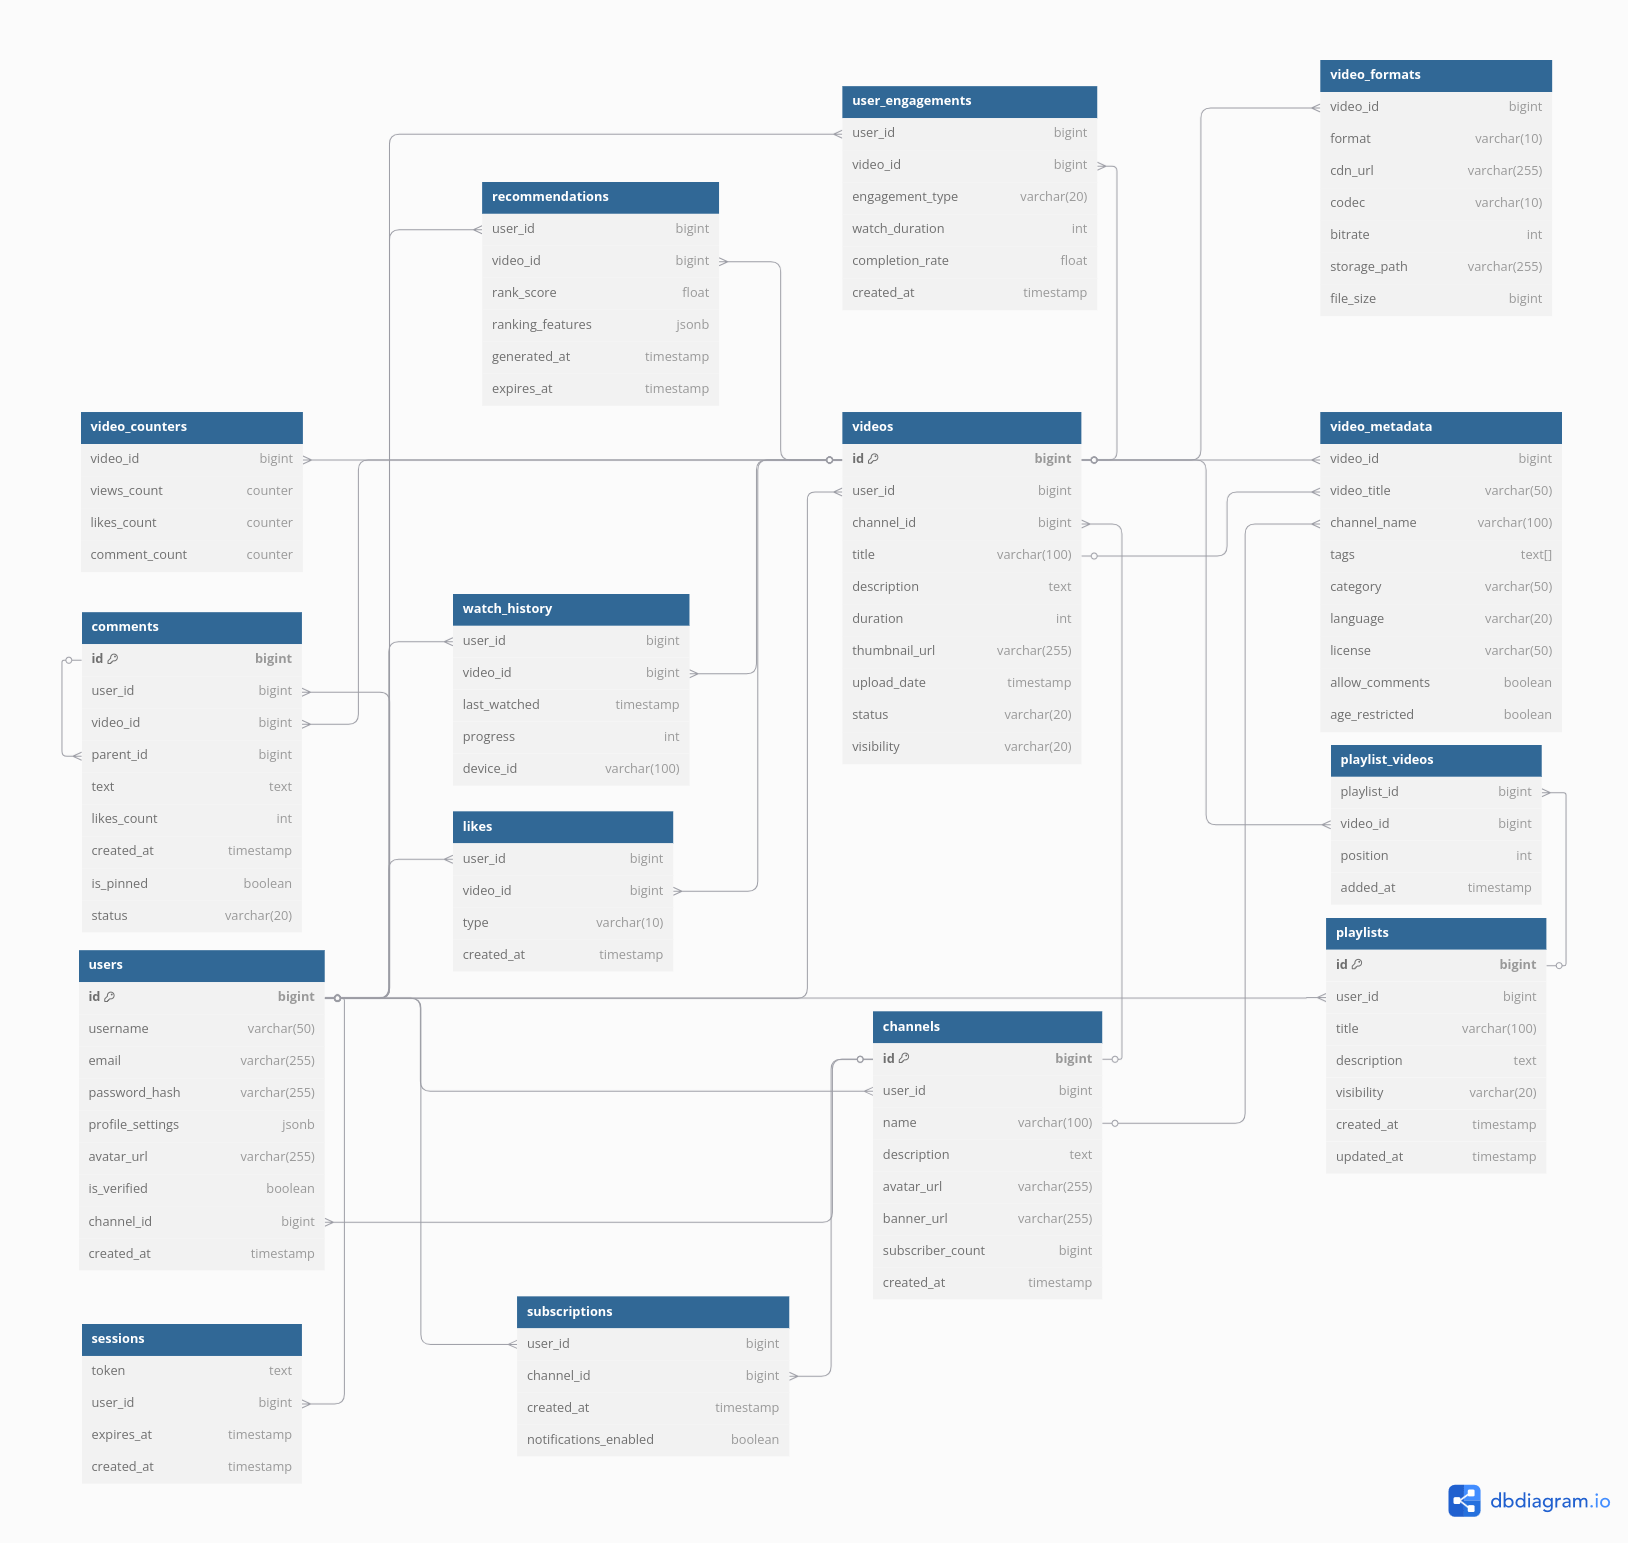 video_formats
video_id bigint
format varchar(10)
cdn_url varchar(255)
codec varchar(10)
bitrate int
storage_path varchar(255)
file_size bigint
user_engagements
user_id bigint
video_id bigint
engagement_type varchar(20)
watch_duration int
completion_rate float
created_at timestamp
recommendations
user_id bigint
video_id bigint
rank_score float
ranking_features jsonb
generated_at timestamp
expires_at timestamp
video_counters
video_id bigint
views_count counter
likes_count counter
comment_count counter
videos
id bigint
user_id bigint
channel_id bigint
title varchar(100)
description text
duration int
thumbnail_url varchar(255)
upload_date timestamp
status varchar(20)
visibility varchar(20)
video_metadata
video_id bigint
video_title varchar(50)
channel_name varchar(100)
tags text[]
category varchar(50)
language varchar(20)
license varchar(50)
allow_comments boolean
age_restricted boolean
comments
id bigint
user_id bigint
video_id bigint
parent_id bigint
text text
likes_count int
created_at timestamp
is_pinned boolean
status varchar(20)
watch_history
user_id bigint
video_id bigint
last_watched timestamp
progress int
device_id varchar(100)
playlist_videos
playlist_id bigint
video_id bigint
position int
added_at timestamp
likes
user_id bigint
video_id bigint
type varchar(10)
created_at timestamp
playlists
id bigint
user_id bigint
title varchar(100)
description text
visibility varchar(20)
created_at timestamp
updated_at timestamp
users
id bigint
username varchar(50)
email varchar(255)
password_hash varchar(255)
profile_settings jsonb
avatar_url varchar(255)
is_verified boolean
channel_id bigint
created_at timestamp
channels
id bigint
user_id bigint
name varchar(100)
description text
avatar_url varchar(255)
banner_url varchar(255)
subscriber_count bigint
created_at timestamp
subscriptions
user_id bigint
channel_id bigint
created_at timestamp
notifications_enabled boolean
sessions
token text
user_id bigint
expires_at timestamp
created_at timestamp
dbdiagram.io